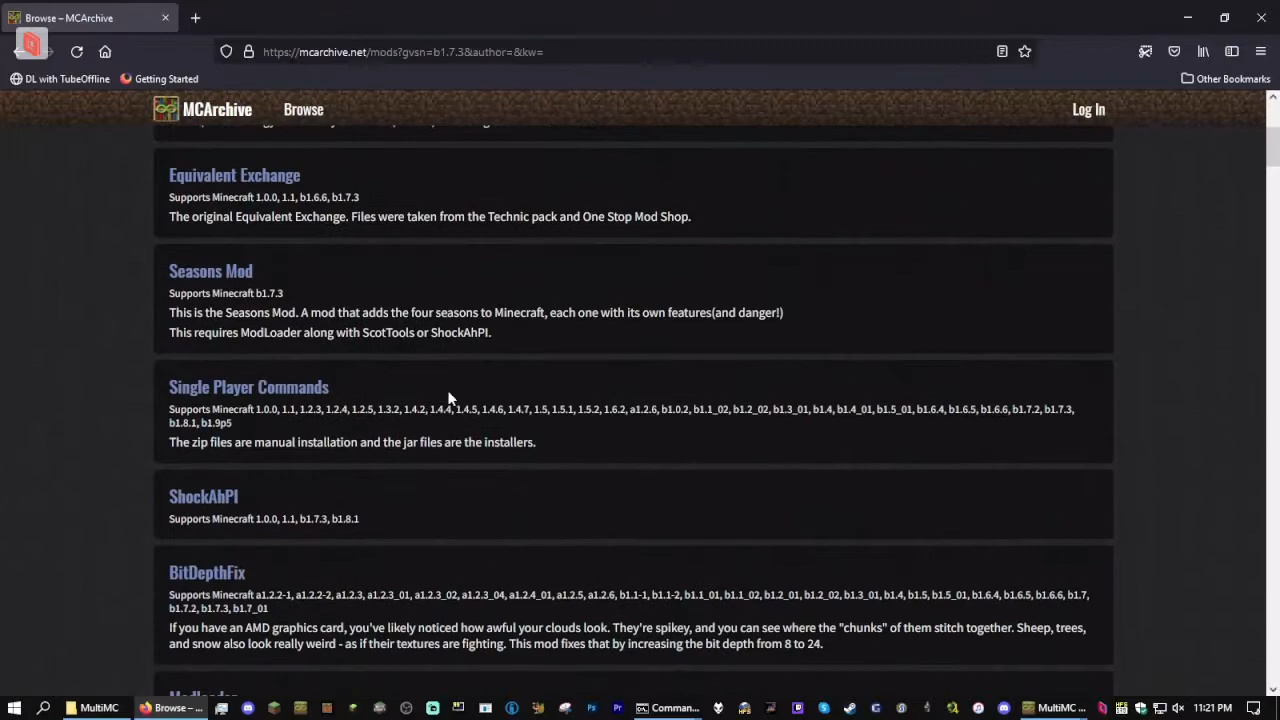 Browse – MCArchive
https://mcarchive.net/mods?gvsn=b1.7.3&author=&kw=
DL with TubeOffline
Getting Started
Other Bookmarks
MCArchive
Browse
Log In
Equivalent Exchange
Supports Minecraft 1.0.0, 1.1, b1.6.6, b1.7.3
The original Equivalent Exchange. Files were taken from the Technic pack and One Stop Mod Shop.
Seasons Mod
Supports Minecraft b1.7.3
This is the Seasons Mod. A mod that adds the four seasons to Minecraft, each one with its own features(and danger!)
This requires ModLoader along with ScotTools or ShockAhPI.
Single Player Commands
Supports Minecraft 1.0.0, 1.1, 1.2.3, 1.2.4, 1.2.5, 1.3.2, 1.4.2, 1.4.4, 1.4.5, 1.4.6, 1.4.7, 1.5, 1.5.1, 1.5.2, 1.6.2, a1.2.6, b1.0.2, b1.1_02, b1.2_02, b1.3_01, b1.4, b1.4_01, b1.5_01, b1.6.4, b1.6.5, b1.6.6, b1.7.2, b1.7.3,
b1.8.1, b1.9p5
The zip files are manual installation and the jar files are the installers.
ShockAhPI
Supports Minecraft 1.0.0, 1.1, b1.7.3, b1.8.1
BitDepthFix
Supports Minecraft a1.2.2-1, a1.2.2-2, a1.2.3, a1.2.3_01, a1.2.3_02, a1.2.3_04, a1.2.4_01, a1.2.5, a1.2.6, b1.1-1, b1.1-2, b1.1_01, b1.1_02, b1.2_01, b1.2_02, b1.3_01, b1.4, b1.5, b1.5_01, b1.6.4, b1.6.5, b1.6.6, b1.7,
b1.7.2, b1.7.3, b1.7_01
If you have an AMD graphics card, you've likely noticed how awful your clouds look. They're spikey, and you can see where the "chunks" of them stitch together. Sheep, trees,
and snow also look really weird - as if their textures are fighting. This mod fixes that by increasing the bit depth from 8 to 24.
MultiMC
Browse – ...
Comman...
MultiMC ...
11:21 PM